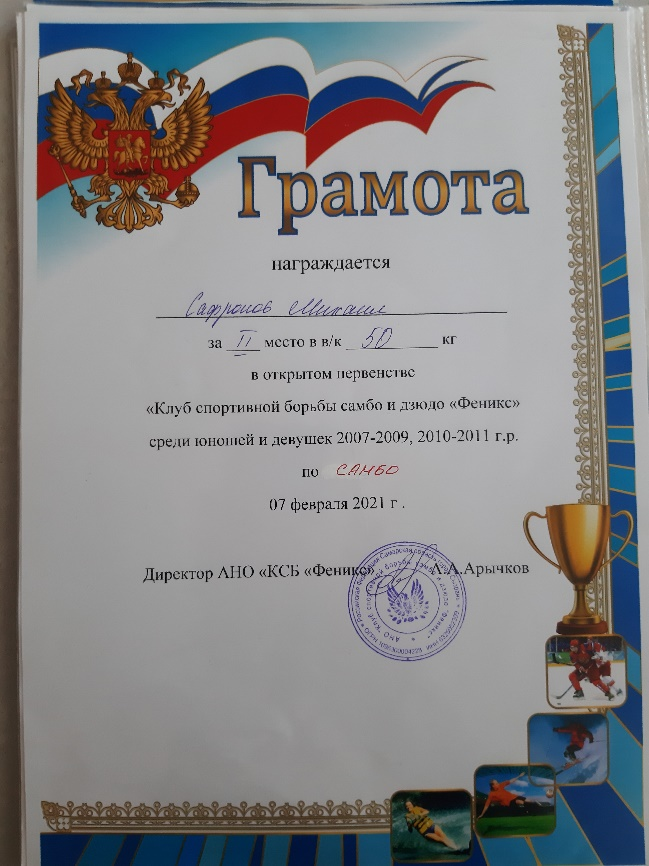 Грамота
награждается
Сафронов Михаил
за II место в в/к 50 кг
в открытом первенстве
«Клуб спортивной борьбы самбо и дзюдо «Феникс»
среди юношей и девушек 2007-2009, 2010-2011 г.р.
по САМБО
07 февраля 2021 г .
Директор АНО «КСБ «Феникс» А.А.Арычков